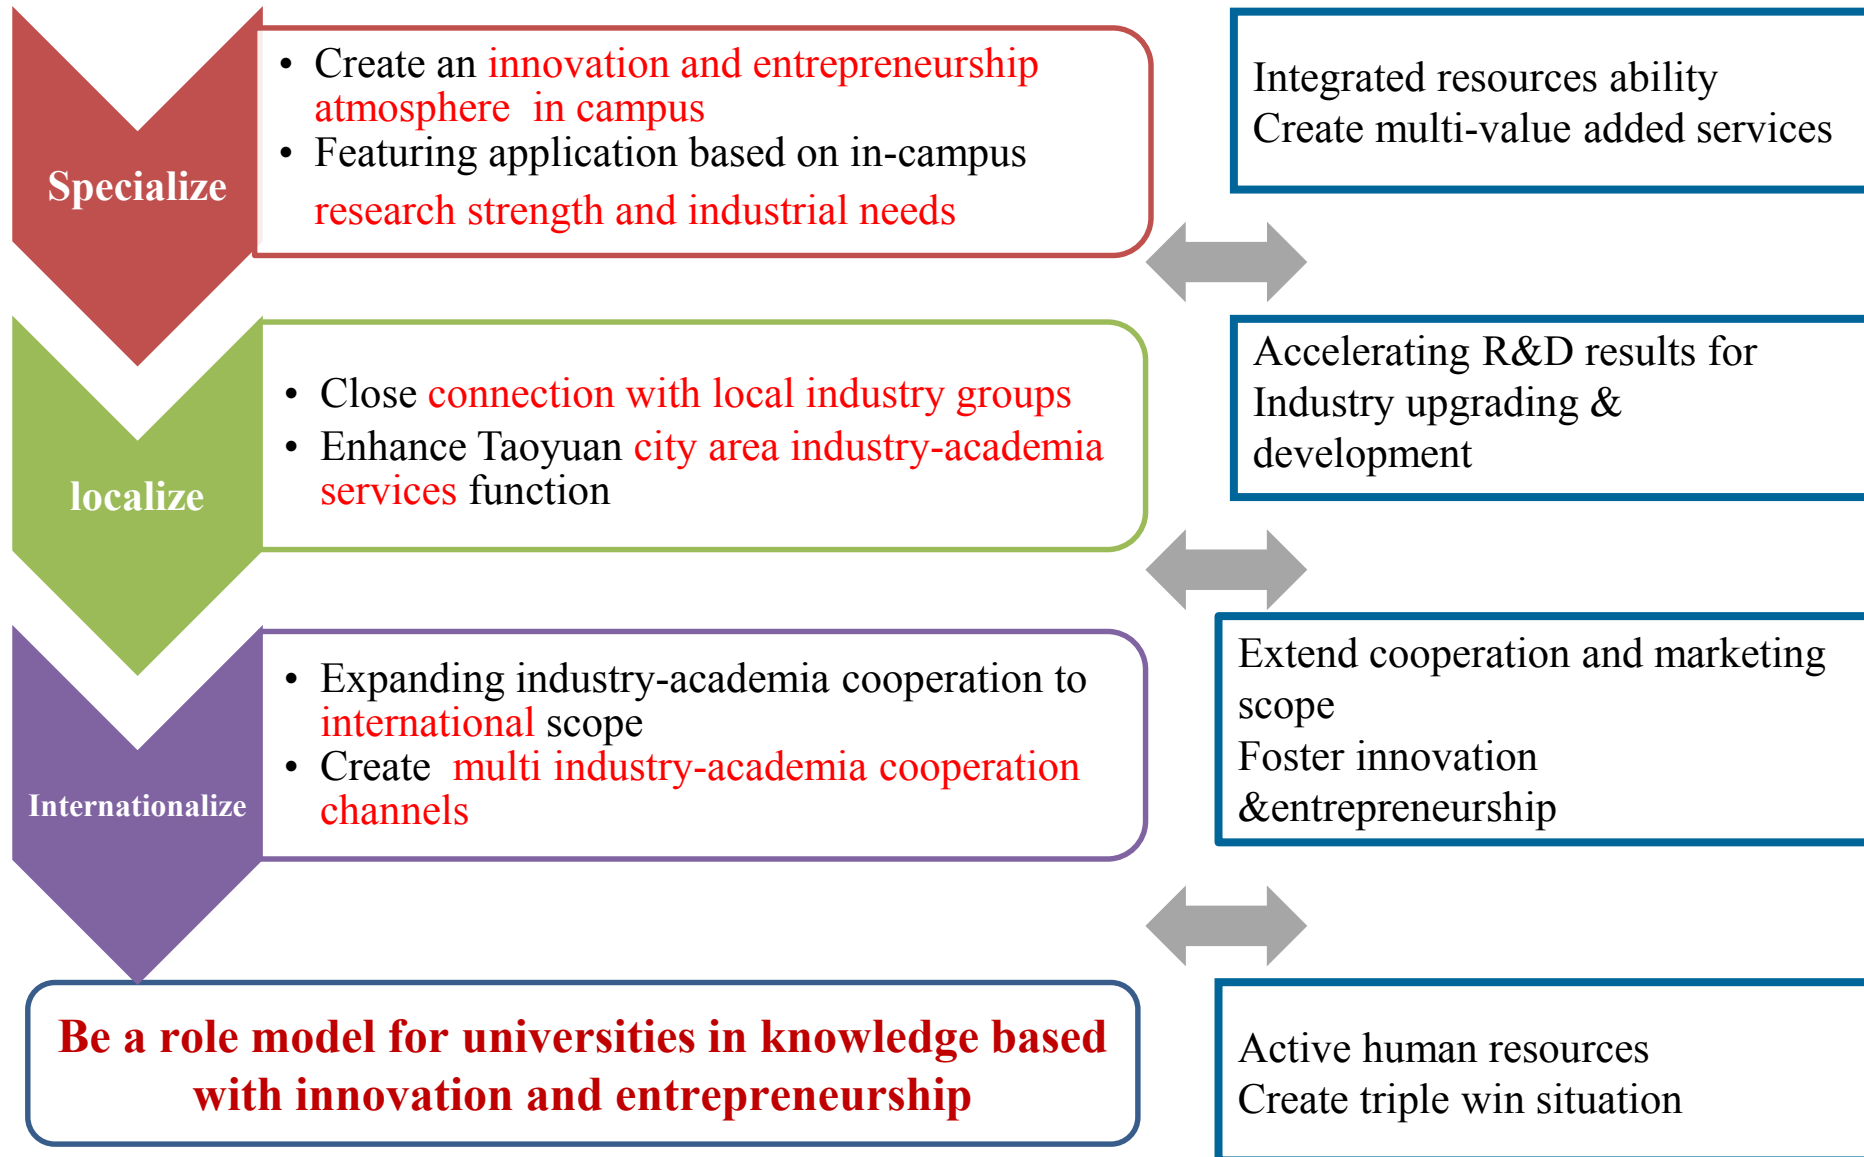 Specialize
• Create an innovation and entrepreneurship
atmosphere  in campus
• Featuring application based on in-campus
research strength and industrial needs
Integrated resources ability
Create multi-value added services
localize
• Close connection with local industry groups
• Enhance Taoyuan city area industry-academia
services function
Accelerating R&D results for
Industry upgrading &
development
Internationalize
• Expanding industry-academia cooperation to
international scope
• Create  multi industry-academia cooperation
channels
Extend cooperation and marketing
scope
Foster innovation
&entrepreneurship
Be a role model for universities in knowledge based
with innovation and entrepreneurship
Active human resources
Create triple win situation